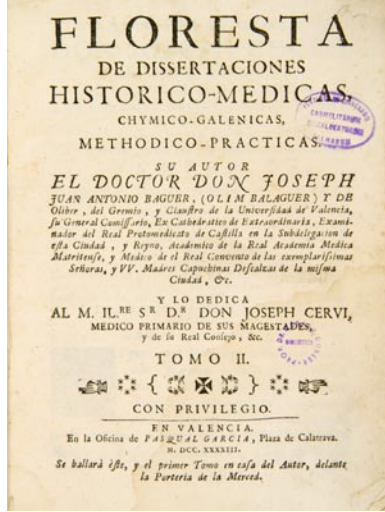 FLORESTA
DE DISSERTACIONES
HISTORICO-MEDICAS,
CHYMICO-GALENICAS,
METHODICO-PRACTICAS.
SU AUTOR
EL DOCTOR DON JOSEPH
JUAN ANTONIO BAGUER, (OLIM BALAGUER) Y DE
Oliber, del Gremio, y Claustro de la Universidad de Valencia,
su General Comissario, Ex Cathedratico de Extraordinaria, Exami-
nador del Real Protomedicato de Castilla en la Subdelegacion de
esta Ciudad, y Reyno, Academico de la Real Academia Medica
Matritense, y Medico de el Real Convento de las exemplarissimas
Señoras, y VV. Madres Capuchinas Descalzas de la misma
Ciudad, &c.
Y LO DEDICA
AL M. IL.RE SR D.R DON JOSEPH CERVI,
MEDICO PRIMARIO DE SUS MAGESTADES,
y de su Real Consejo, &c.
TOMO II.
CON PRIVILEGIO.
EN VALENCIA.
En la Oficina de PASQUAL GARCIA, Plaza de Calatrava.
M. DCC. XXXXIII.
Se hallarà èste, y el primer Tomo en casa del Autor, delante
la Porteria de la Merced.